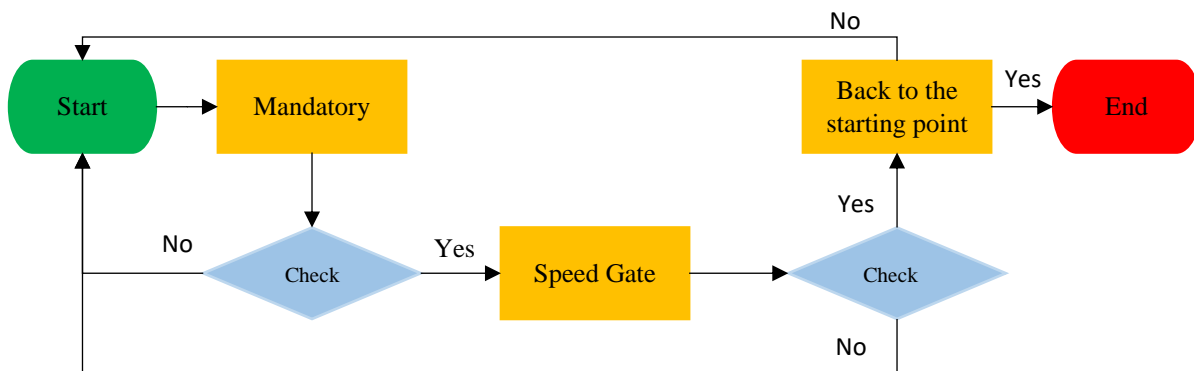 No
Start
Mandatory
Back to the
starting point
Yes
End
No
Check
Yes
Speed Gate
Yes
Check
No